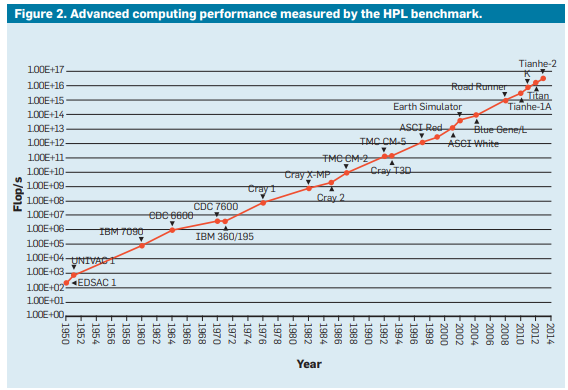 Figure 2. Advanced computing performance measured by the HPL benchmark.
Tianhe-2
K
1.00E+17
1.00E+16
Road Runner
Titan
1.00E+15
Tianhe-1A
Earth Simulator
1.00E+14
ASCI Red
Blue Gene/L
1.00E+13
TMC CM-5
ASCI White
1.00E+12
TMC CM-2
1.00E+11
Cray T3D
Cray X-MP
1.00E+10
Cray 1
1.00E+09
Cray 2
1.00E+08
CDC 7600
1.00E+07
CDC 6600
1.00E+06
IBM 7090
IBM 360/195
1.00E+05
UNIVAC 1
1.00E+04
1.00E+03
EDSAC 1
1.00E+02
1.00E+01
1.00E+00
Flop/s
1950 1952 1954 1956 1958 1960 1962 1964 1966 1968 1970 1972 1974 1976 1978 1980 1982 1984 1986 1988 1990 1992 1994 1996 1998 2000 2002 2004 2006 2008 2010 2012 2014
Year